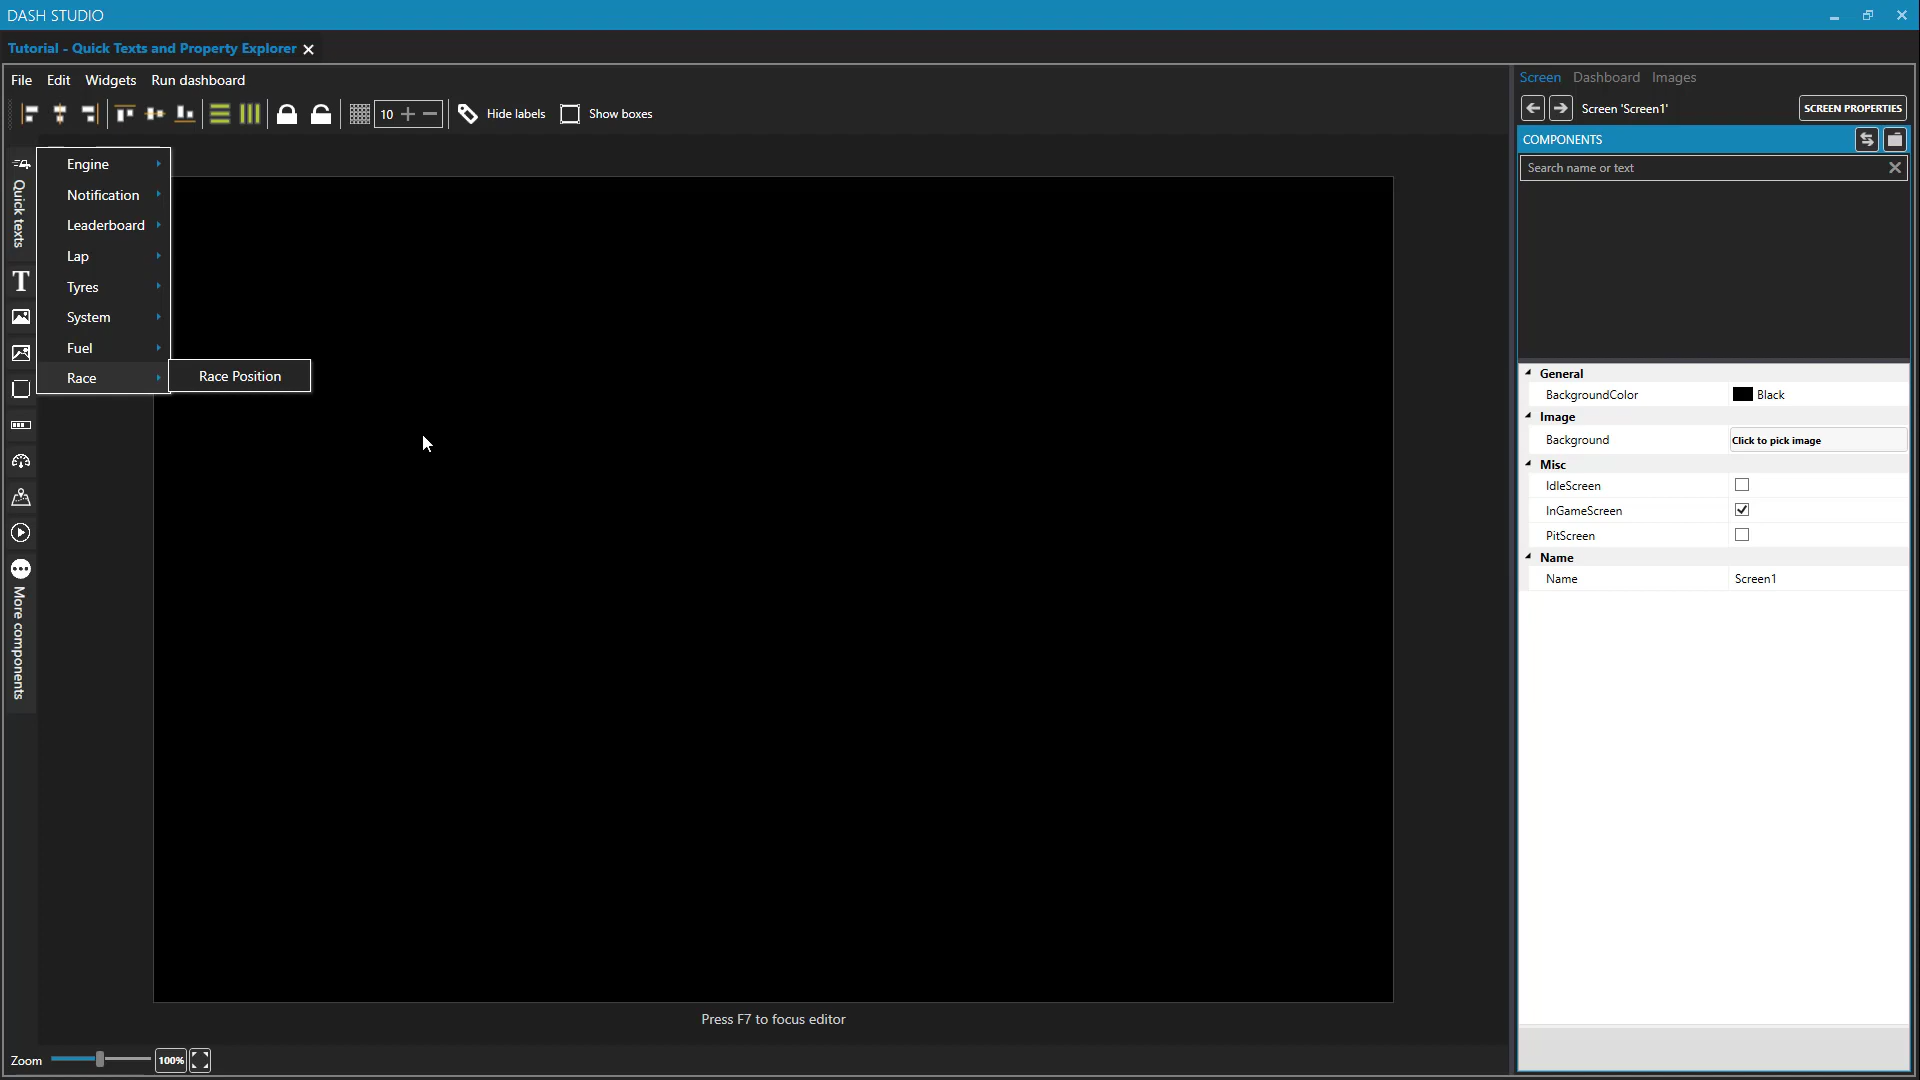 DASH STUDIO
Tutorial - Quick Texts and Property Explorer
File Edit Widgets Run dashboard
10 Hide labels Show boxes
Quick texts
T
More components
Engine
Notification
Leaderboard
Lap
Tyres
System
Fuel
Race
Race Position
Press F7 to focus editor
Zoom 100%
Screen Dashboard Images
Screen 'Screen1' SCREEN PROPERTIES
COMPONENTS
Search name or text
General
BackgroundColor Black
Image
Background Click to pick image
Misc
IdleScreen
InGameScreen
PitScreen
Name
Name Screen1